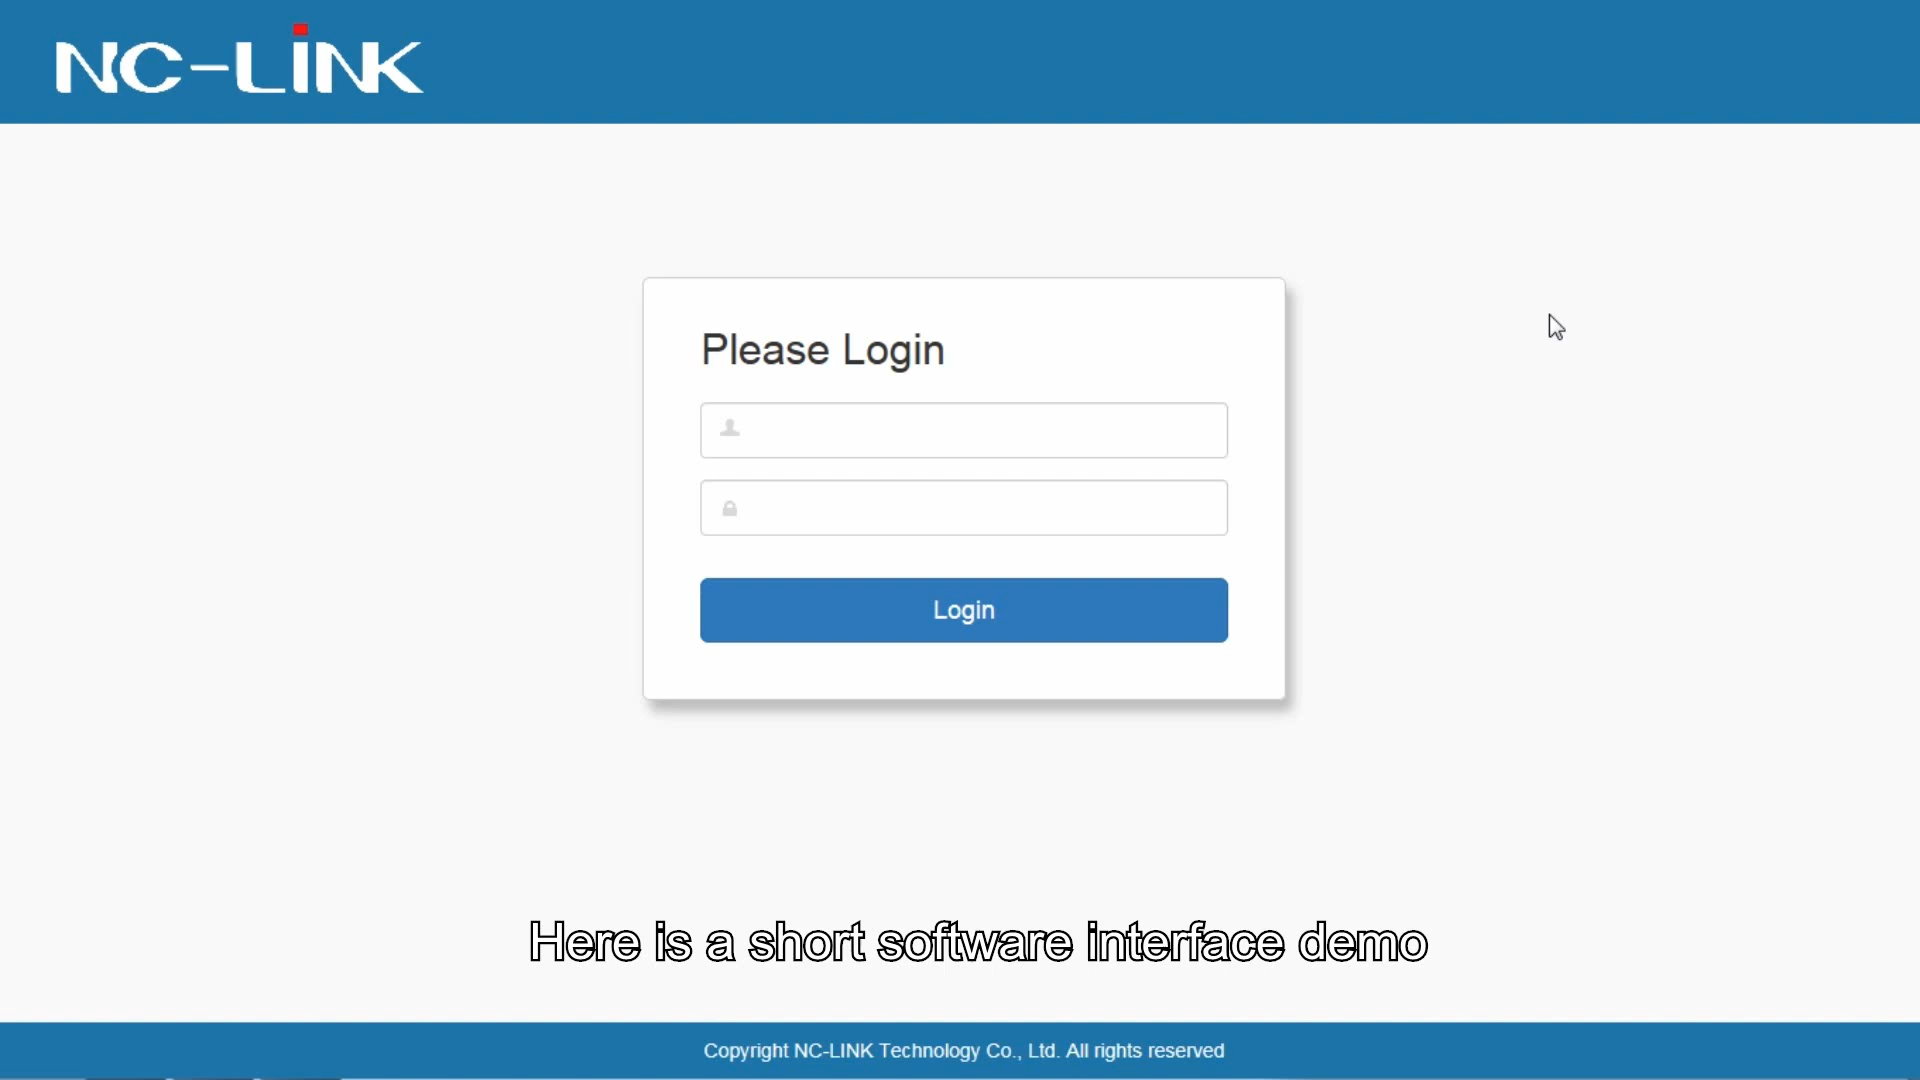 NC-LINK
Please Login
Login
Here is a short software interface demo
Copyright NC-LINK Technology Co., Ltd. All rights reserved